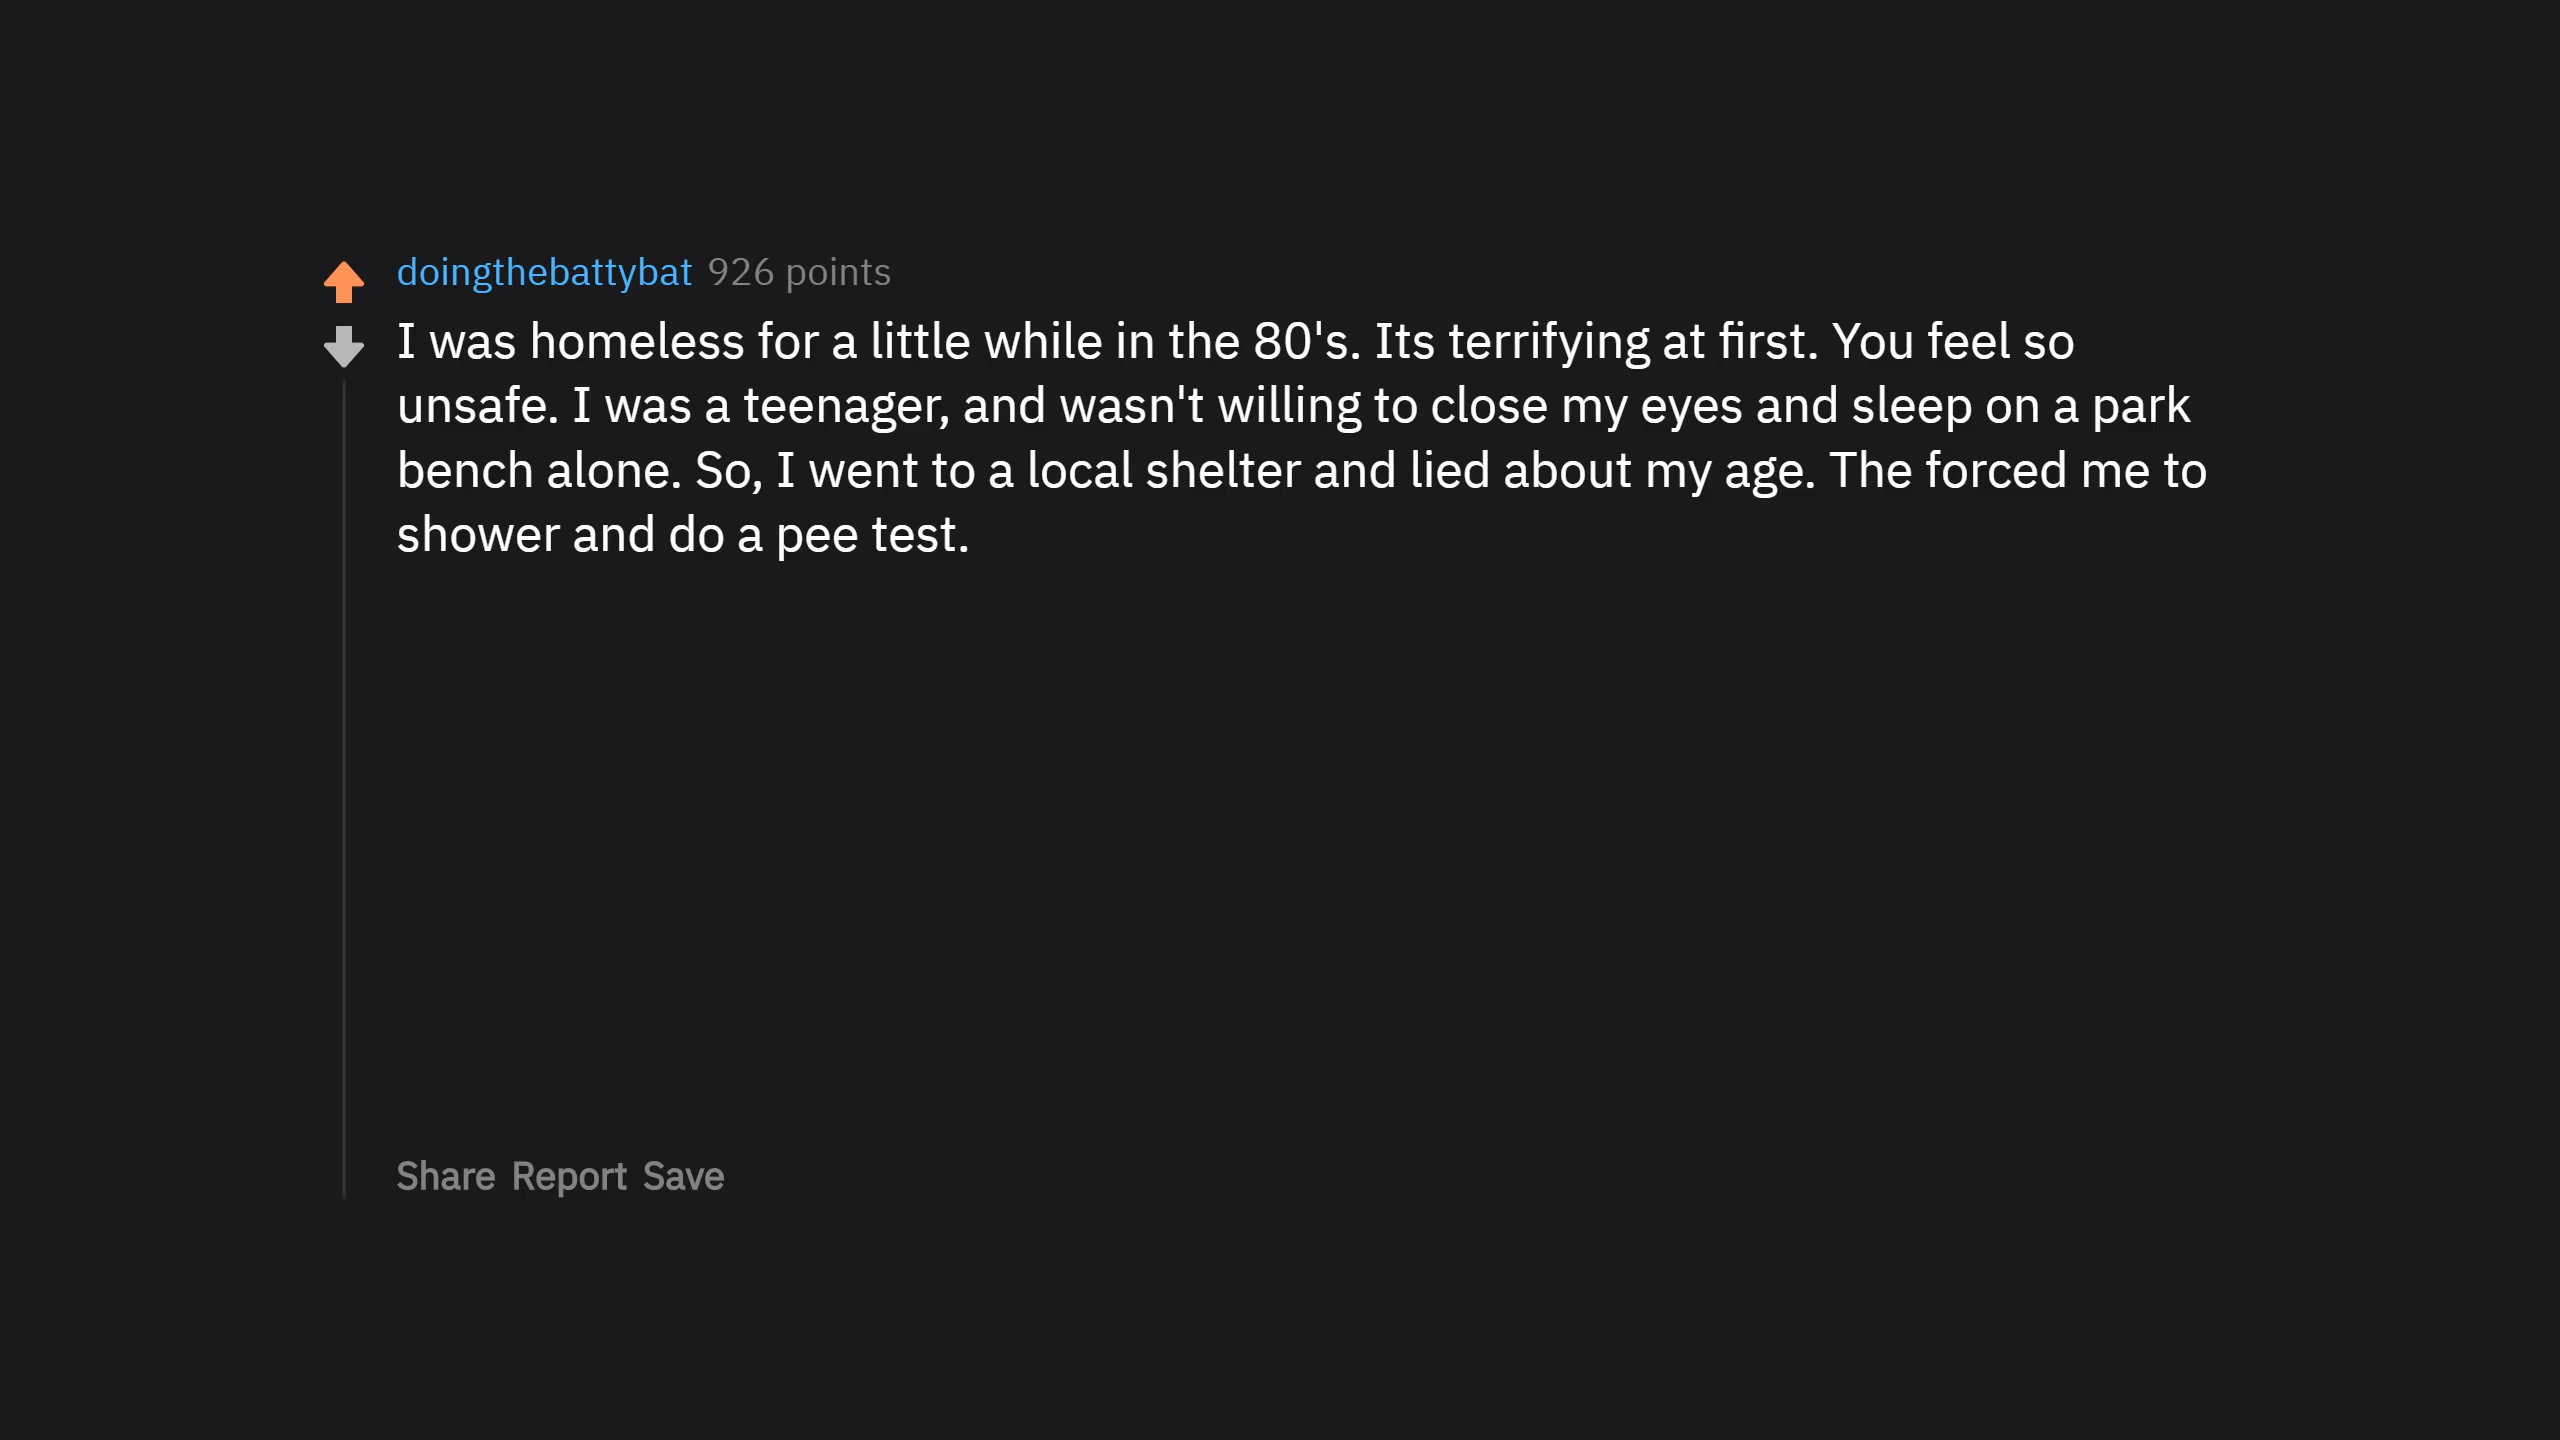 doingthebattybat 926 points
I was homeless for a little while in the 80's. Its terrifying at first. You feel so
unsafe. I was a teenager, and wasn't willing to close my eyes and sleep on a park
bench alone. So, I went to a local shelter and lied about my age. The forced me to
shower and do a pee test.
Share Report Save